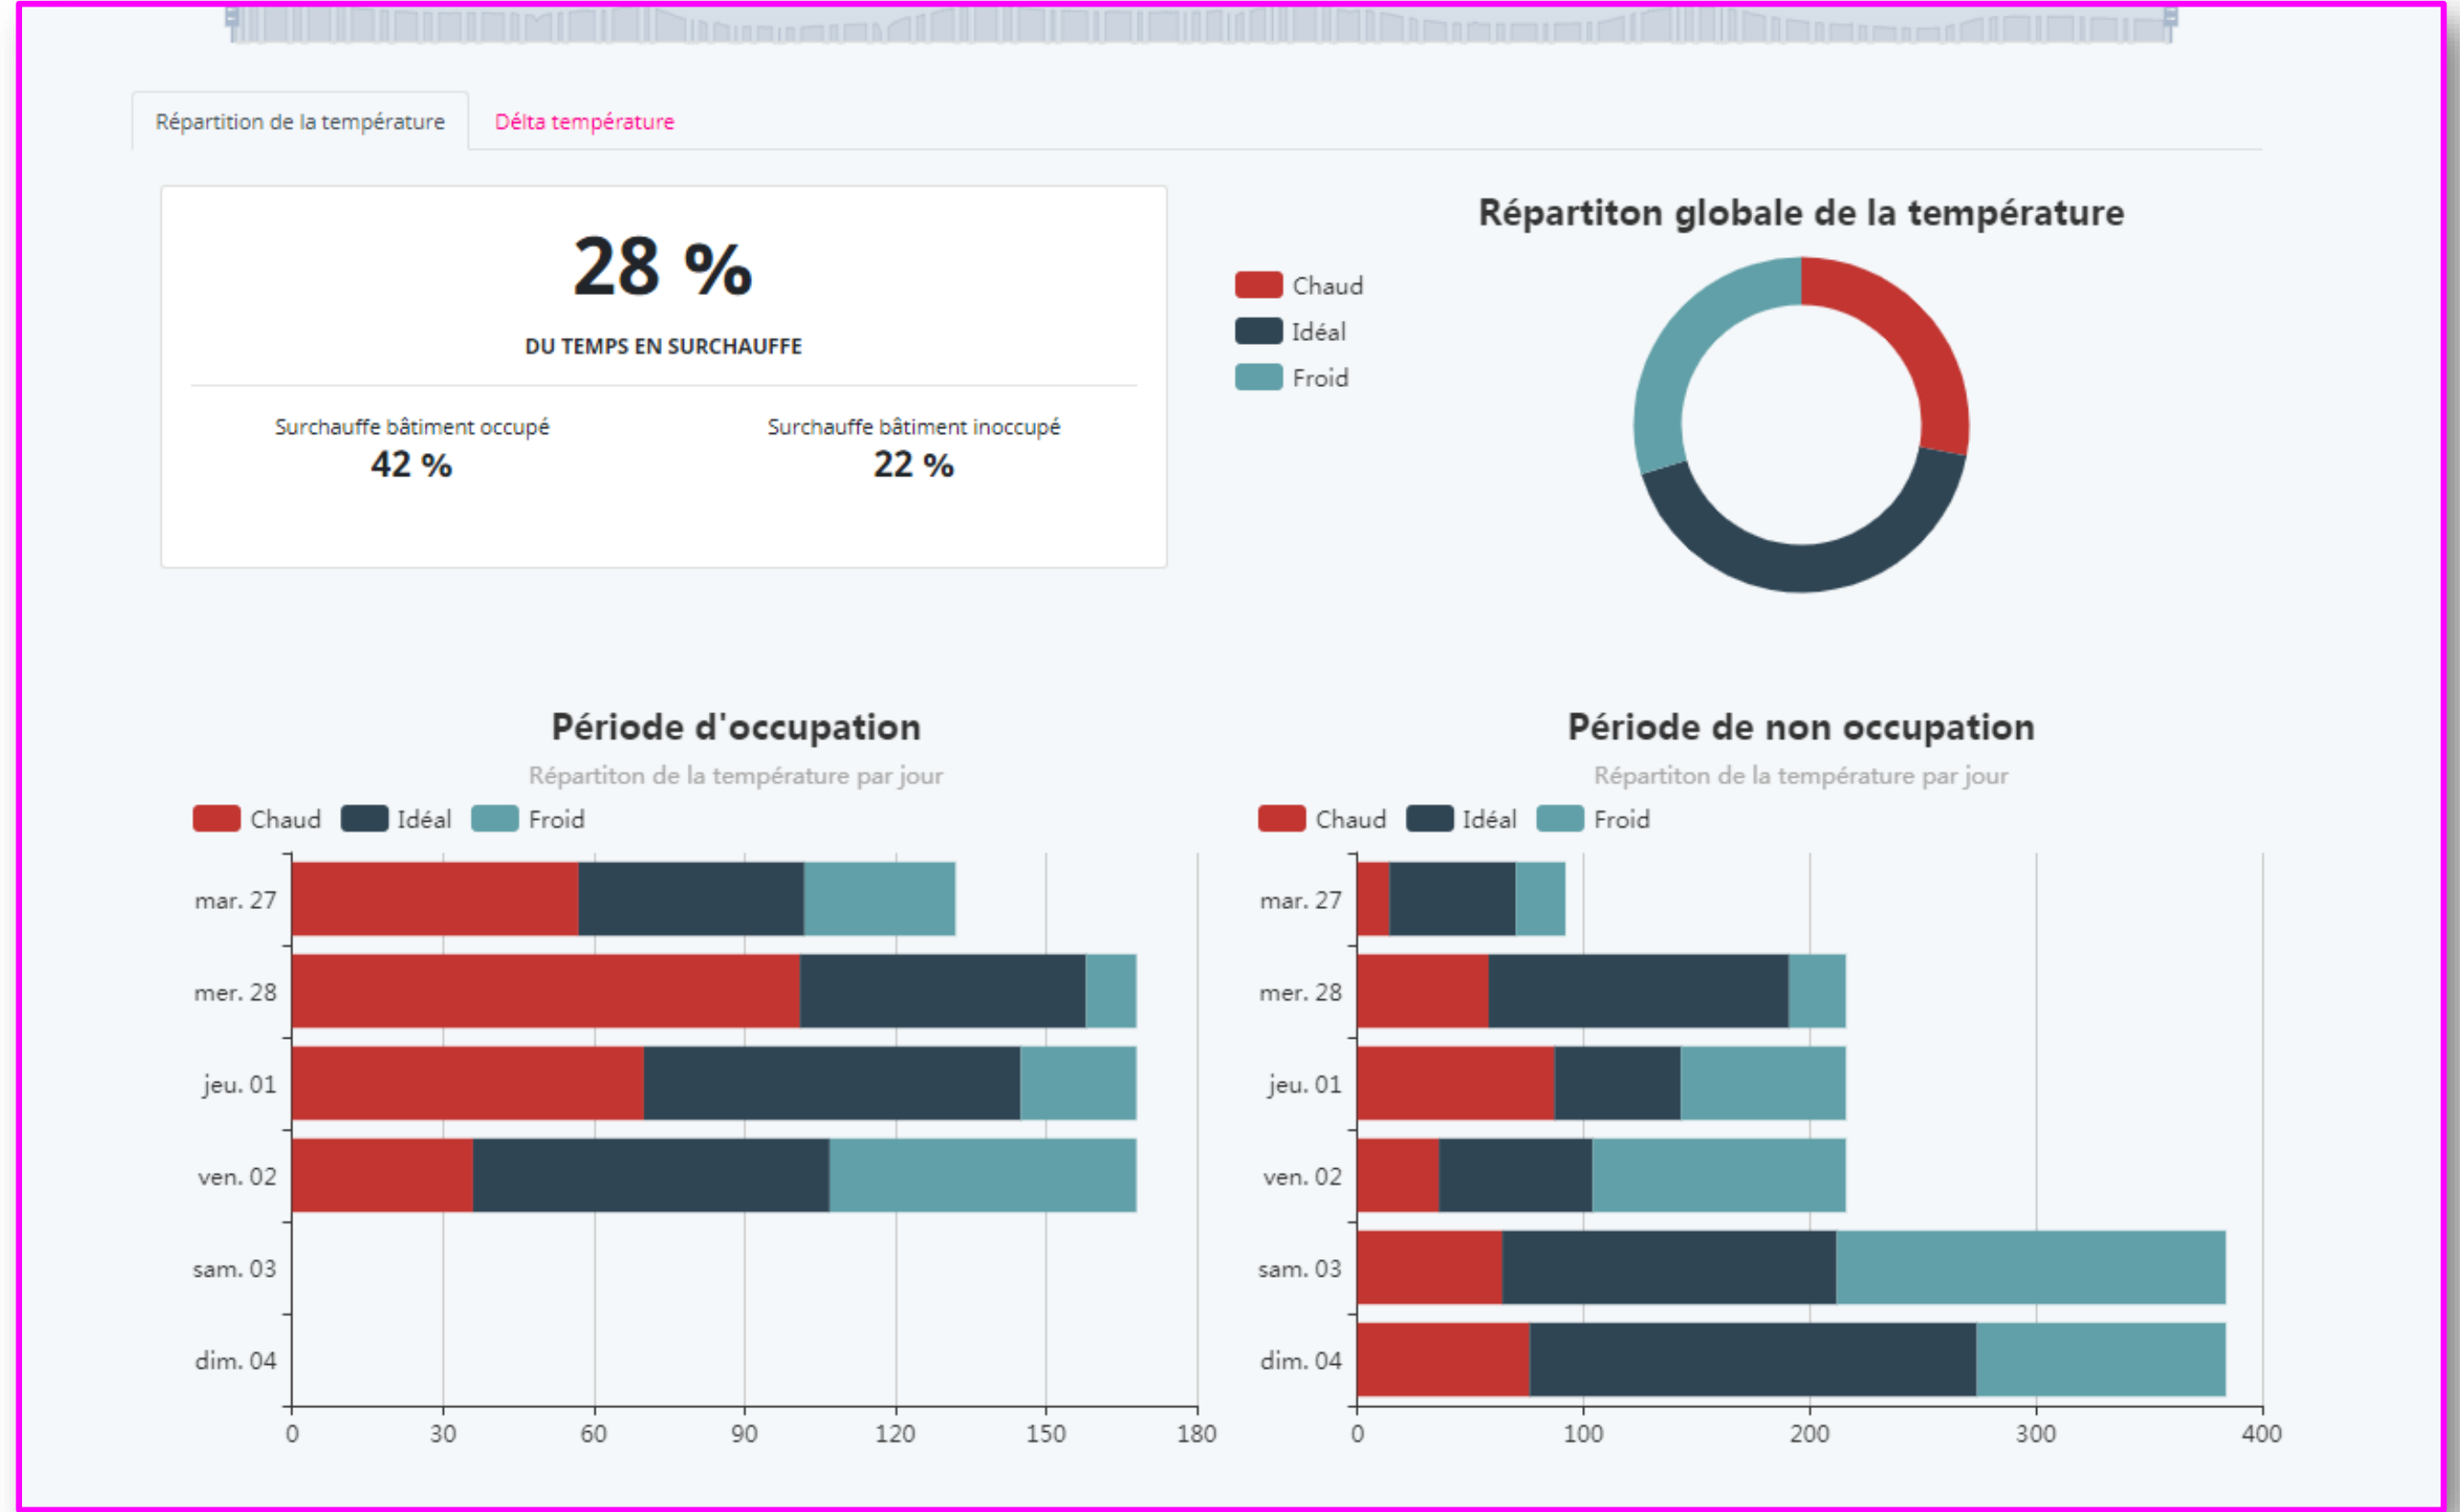 Répartition de la température
Délta température
28 %
DU TEMPS EN SURCHAUFFE
Surchauffe bâtiment occupé
42 %
Surchauffe bâtiment inoccupé
22 %
Répartiton globale de la température
Chaud
Idéal
Froid
Période d'occupation
Répartiton de la température par jour
Chaud Idéal Froid
mar. 27
mer. 28
jeu. 01
ven. 02
sam. 03
dim. 04
0 30 60 90 120 150 180
Période de non occupation
Répartiton de la température par jour
Chaud Idéal Froid
mar. 27
mer. 28
jeu. 01
ven. 02
sam. 03
dim. 04
0 100 200 300 400